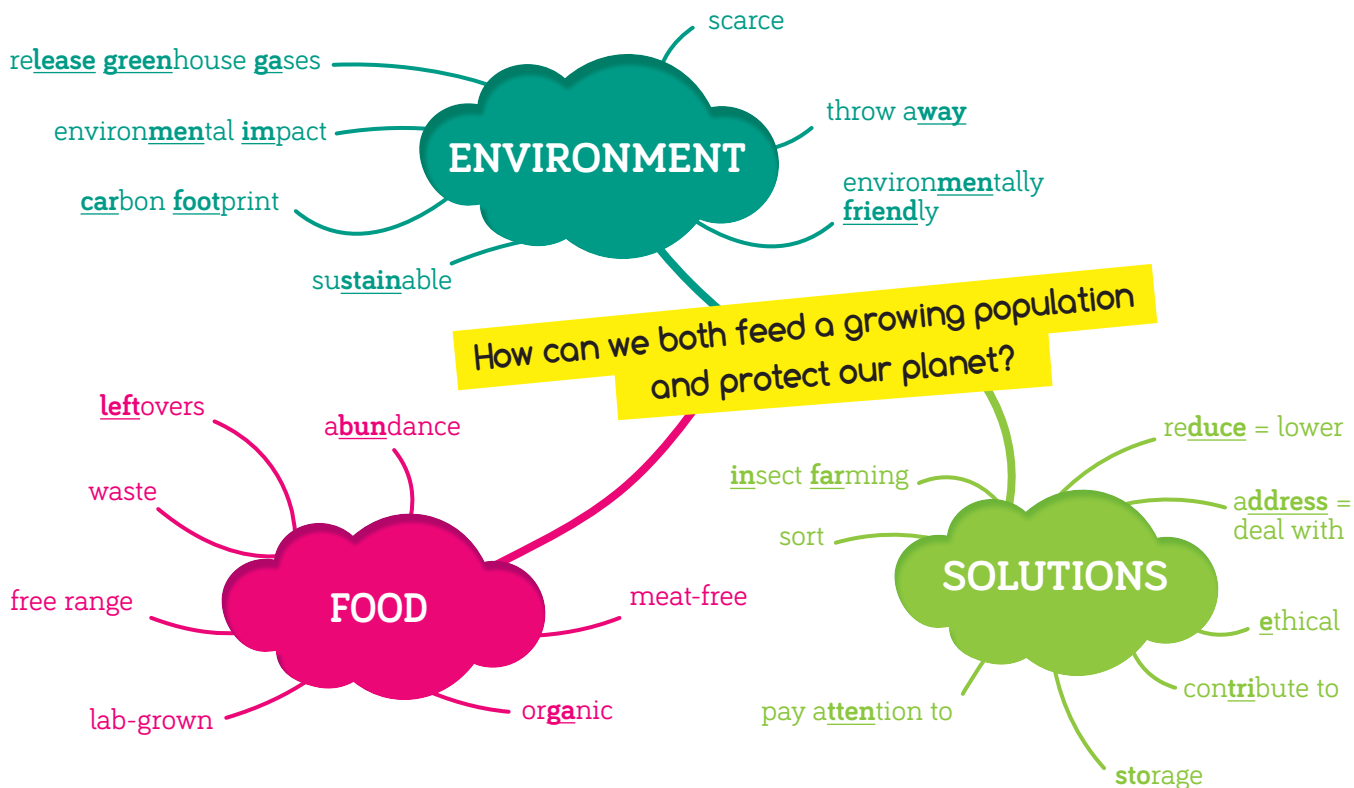 scarce
release greenhouse gases
environmental impact
carbon footprint
sustainable
ENVIRONMENT
throw away
environmentally
friendly
How can we both feed a growing population
and protect our planet?
leftovers
abundance
waste
free range
FOOD
meat-free
lab-grown
organic
reduce = lower
insect farming
address =
deal with
sort
SOLUTIONS
ethical
contribute to
pay attention to
storage